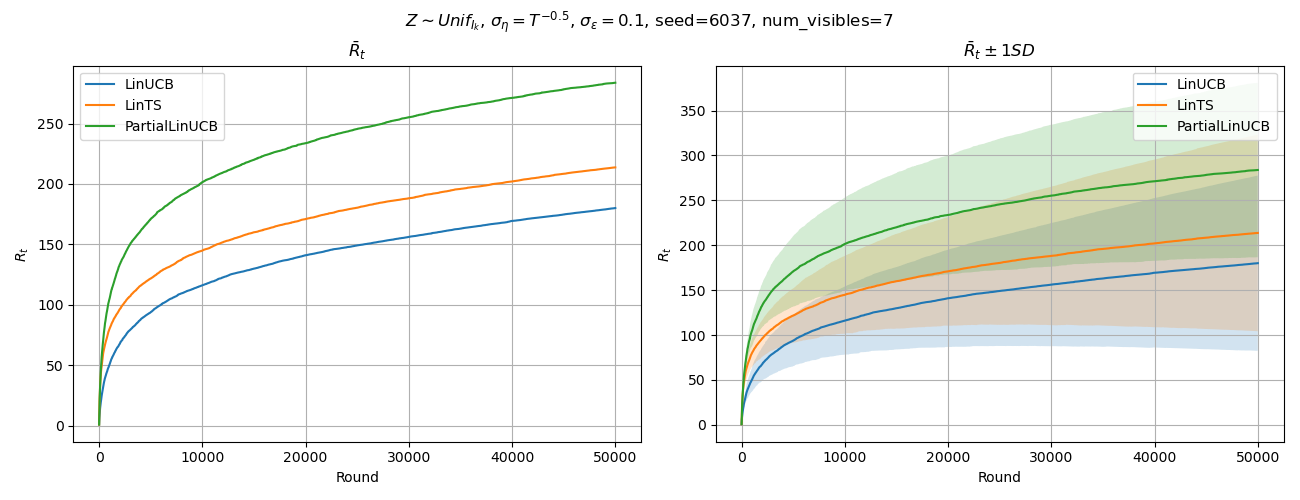 Z ∼ Unif_{I_k}, σ_η = T^{−0.5}, σ_ε = 0.1, seed=6037, num_visibles=7
R̄_t
LinUCB
LinTS
PartialLinUCB
250
200
150
100
50
0
R_t
0 10000 20000 30000 40000 50000
Round
R̄_t ± 1SD
LinUCB
LinTS
PartialLinUCB
350
300
250
200
150
100
50
0
R_t
0 10000 20000 30000 40000 50000
Round